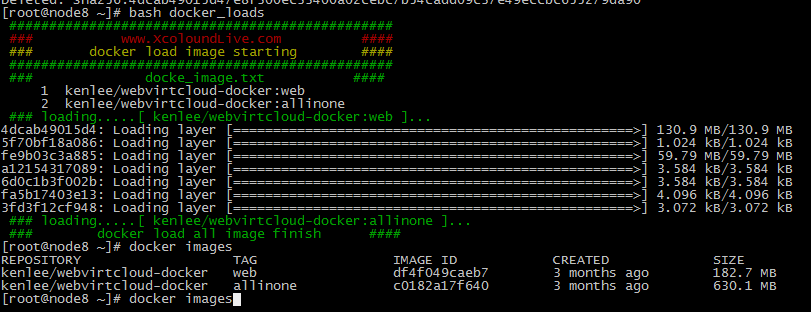 [root@node8 ~]# bash docker_loads
################################################
### www.XcoloundLive.com ####
### docker load image starting ####
################################################
### docke_image.txt ####
1 kenlee/webvirtcloud-docker:web
2 kenlee/webvirtcloud-docker:allinone
### loading.....[ kenlee/webvirtcloud-docker:web ]...
4dcab49015d4: Loading layer [==================================================>] 130.9 MB/130.9 MB
5f70bf18a086: Loading layer [==================================================>] 1.024 kB/1.024 kB
fe9b03c3a885: Loading layer [==================================================>] 59.79 MB/59.79 MB
a12154317089: Loading layer [==================================================>] 3.584 kB/3.584 kB
6d0c1b3f002b: Loading layer [==================================================>] 3.584 kB/3.584 kB
fa5b17403e13: Loading layer [==================================================>] 4.096 kB/4.096 kB
3fd3f12cf948: Loading layer [==================================================>] 3.072 kB/3.072 kB
### loading.....[ kenlee/webvirtcloud-docker:allinone ]...
### docker load all image finish ####
[root@node8 ~]# docker images
REPOSITORY TAG IMAGE ID CREATED SIZE
kenlee/webvirtcloud-docker web df4f049caeb7 3 months ago 182.7 MB
kenlee/webvirtcloud-docker allinone c0182a17f640 3 months ago 630.1 MB
[root@node8 ~]# docker images